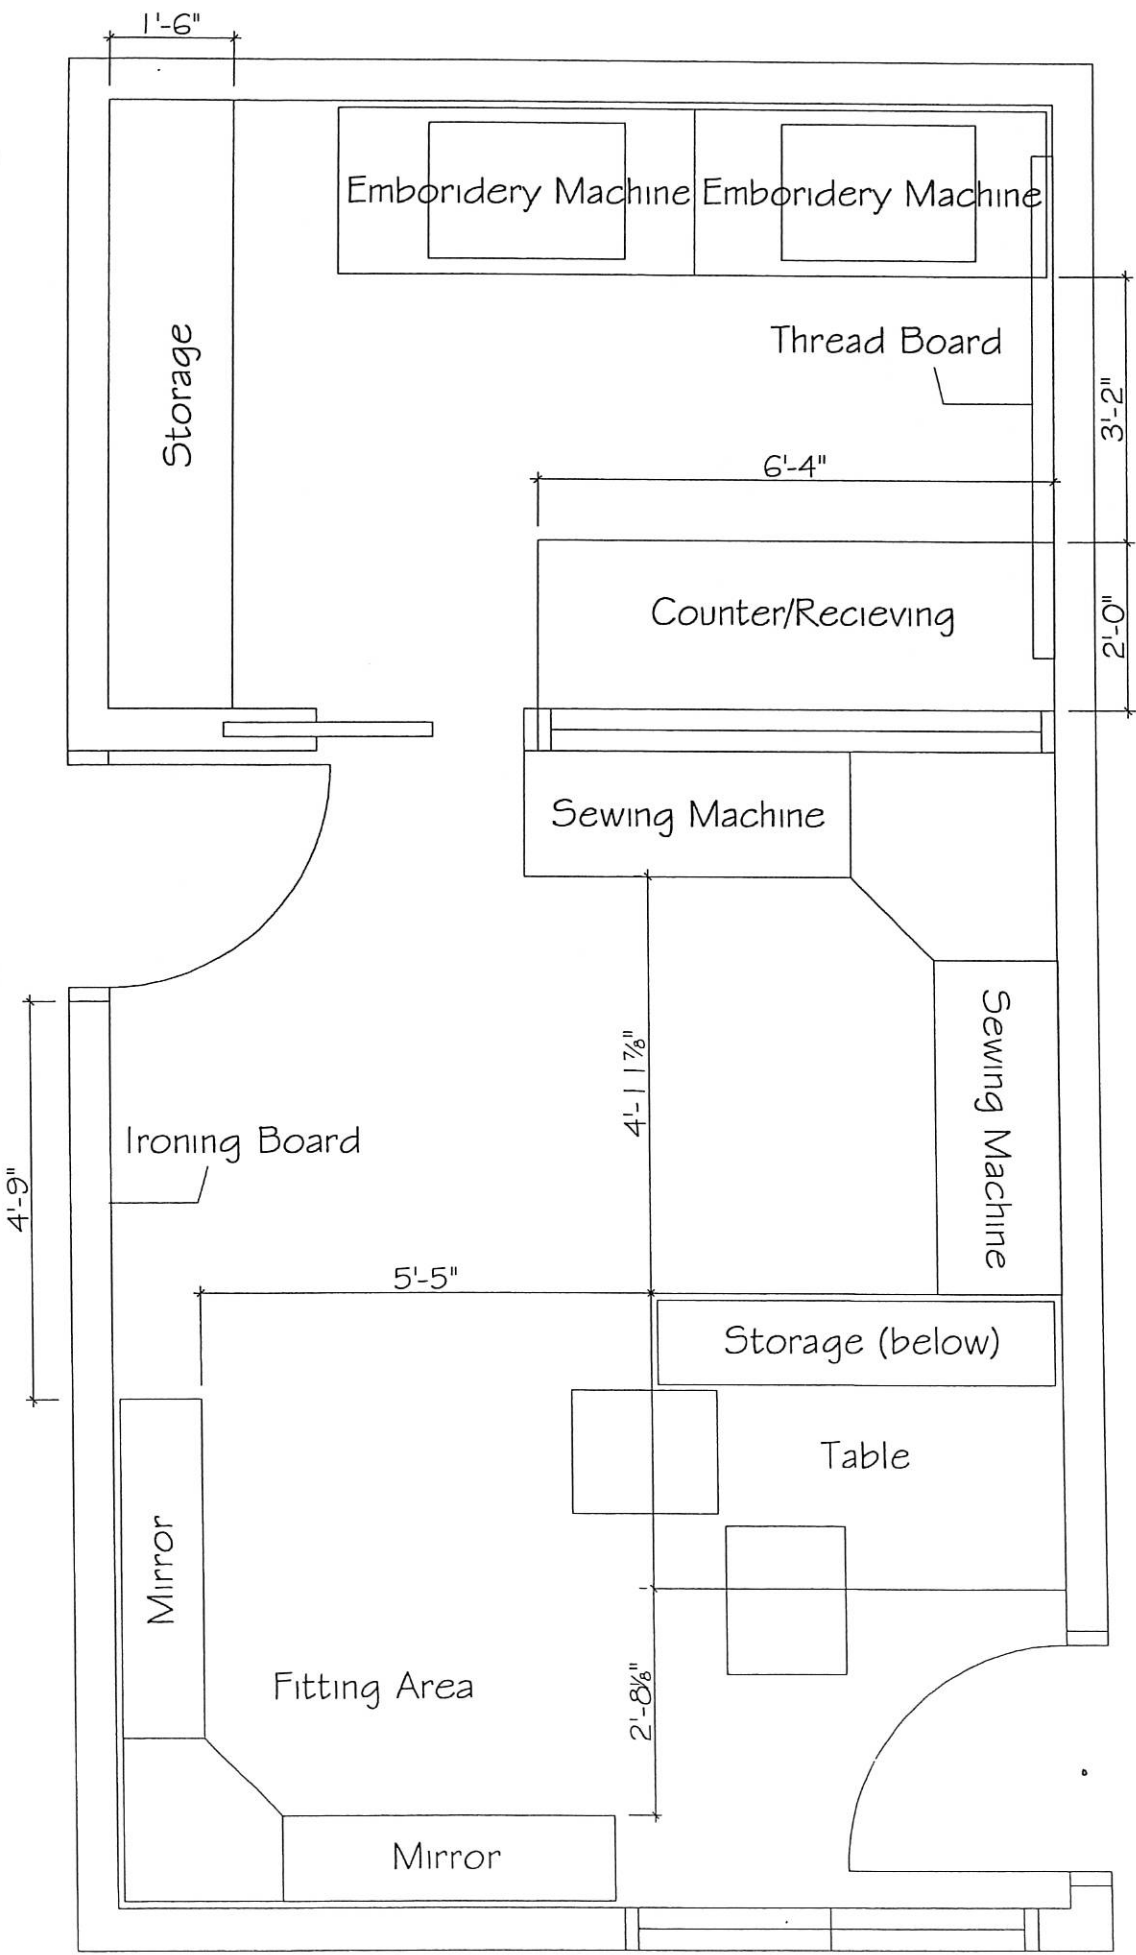 1'-6"
Emboridery Machine
Emboridery Machine
Storage
Thread Board
3'-2"
6'-4"
Counter/Recieving
2'-0"
Sewing Machine
Sewing Machine
4'-11⅞"
Ironing Board
4'-9"
5'-5"
Storage (below)
Table
Mirror
Fitting Area
2'-8⅛"
Mirror